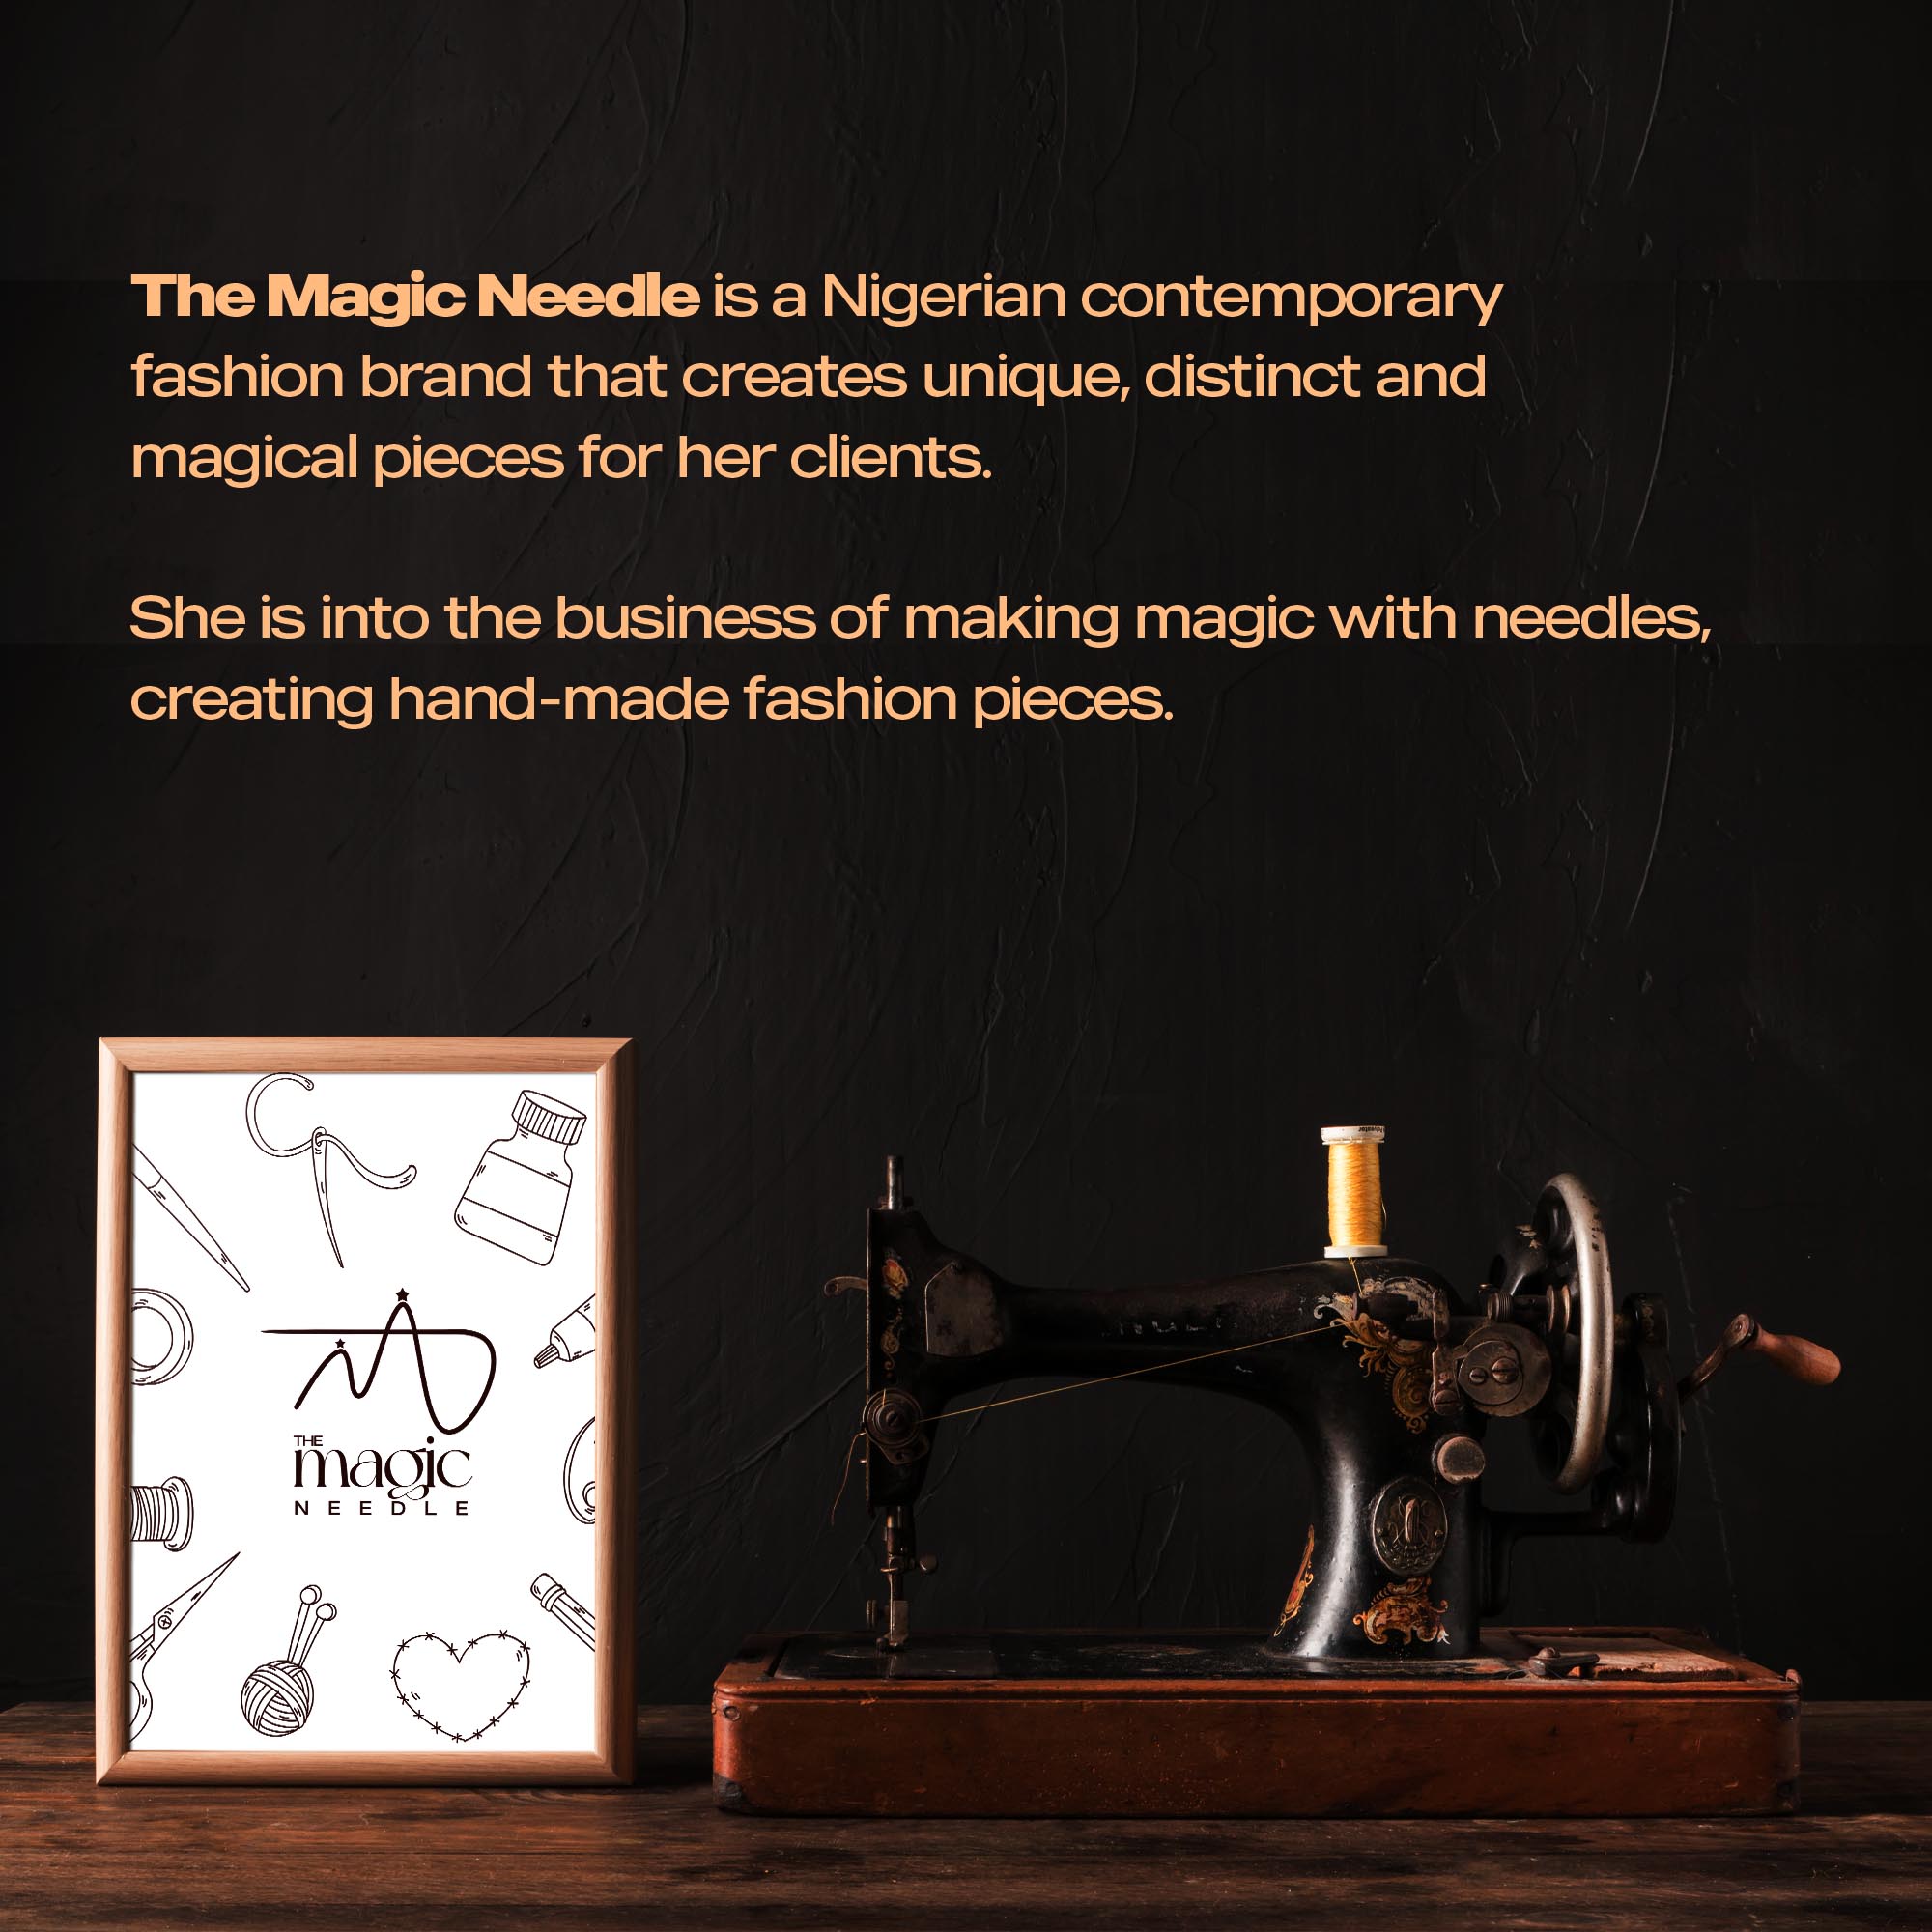 The Magic Needle is a Nigerian contemporary
fashion brand that creates unique, distinct and
magical pieces for her clients.
She is into the business of making magic with needles,
creating hand-made fashion pieces.
THE
magic
NEEDLE